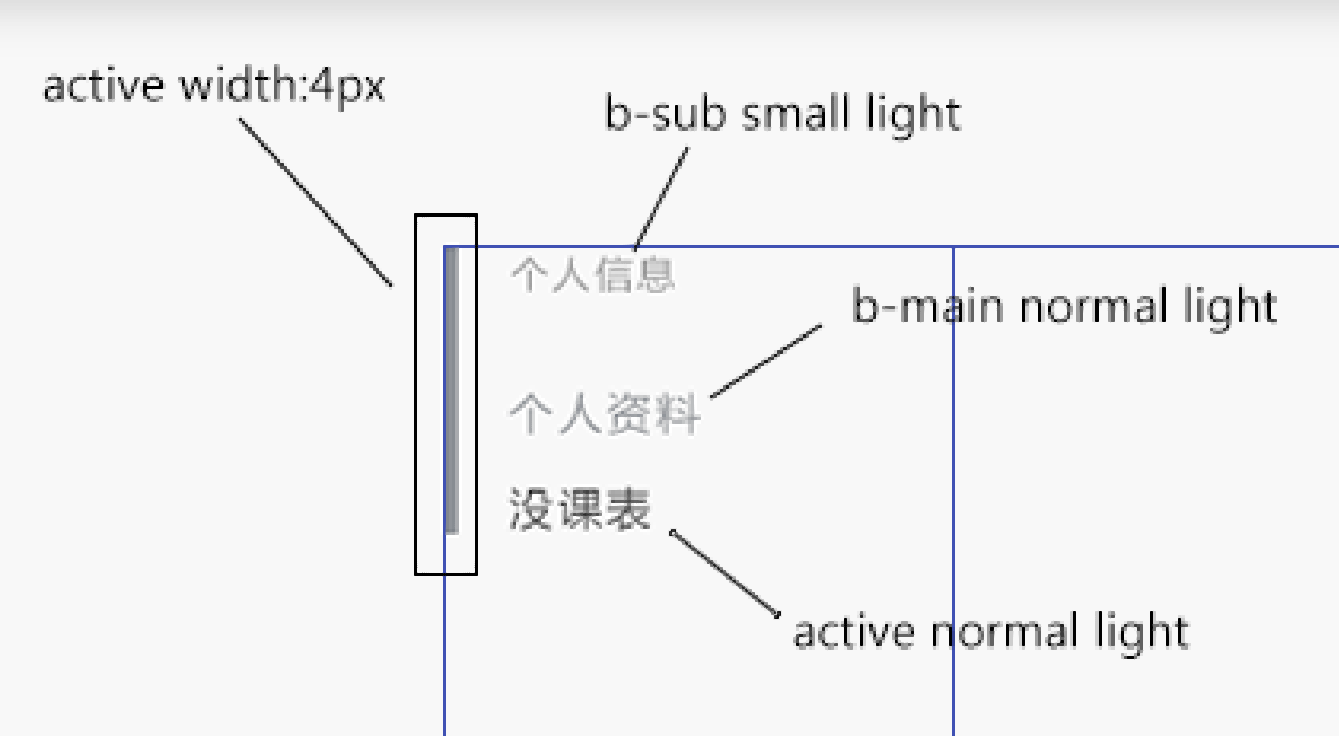 active width:4px
b-sub small light
个人信息
b-main normal light
个人资料
没课表
active normal light